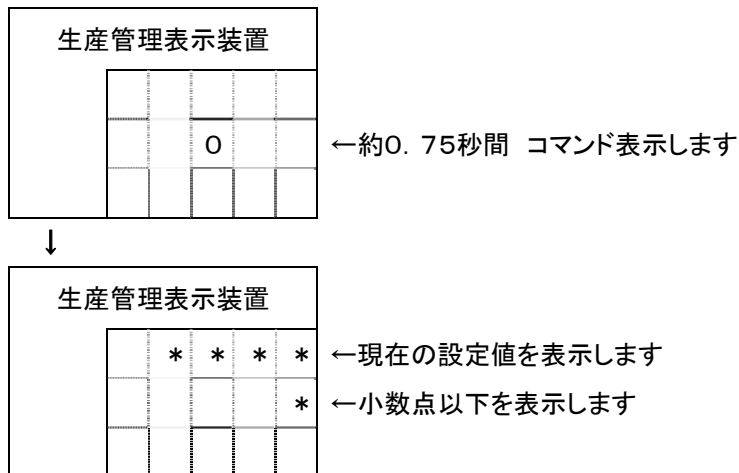 生産管理表示装置
０ ←約０．７５秒間 コマンド表示します
↓
生産管理表示装置
* * * * ←現在の設定値を表示します
* ←小数点以下を表示します